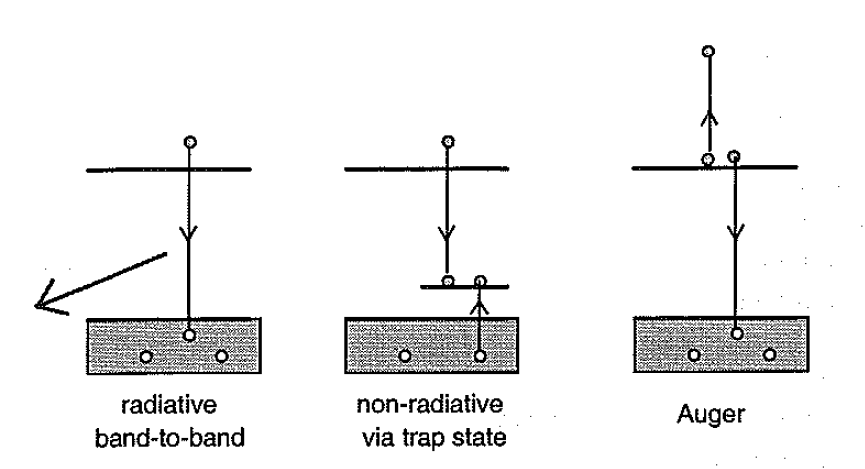 radiative
band-to-band
non-radiative
via trap state
Auger